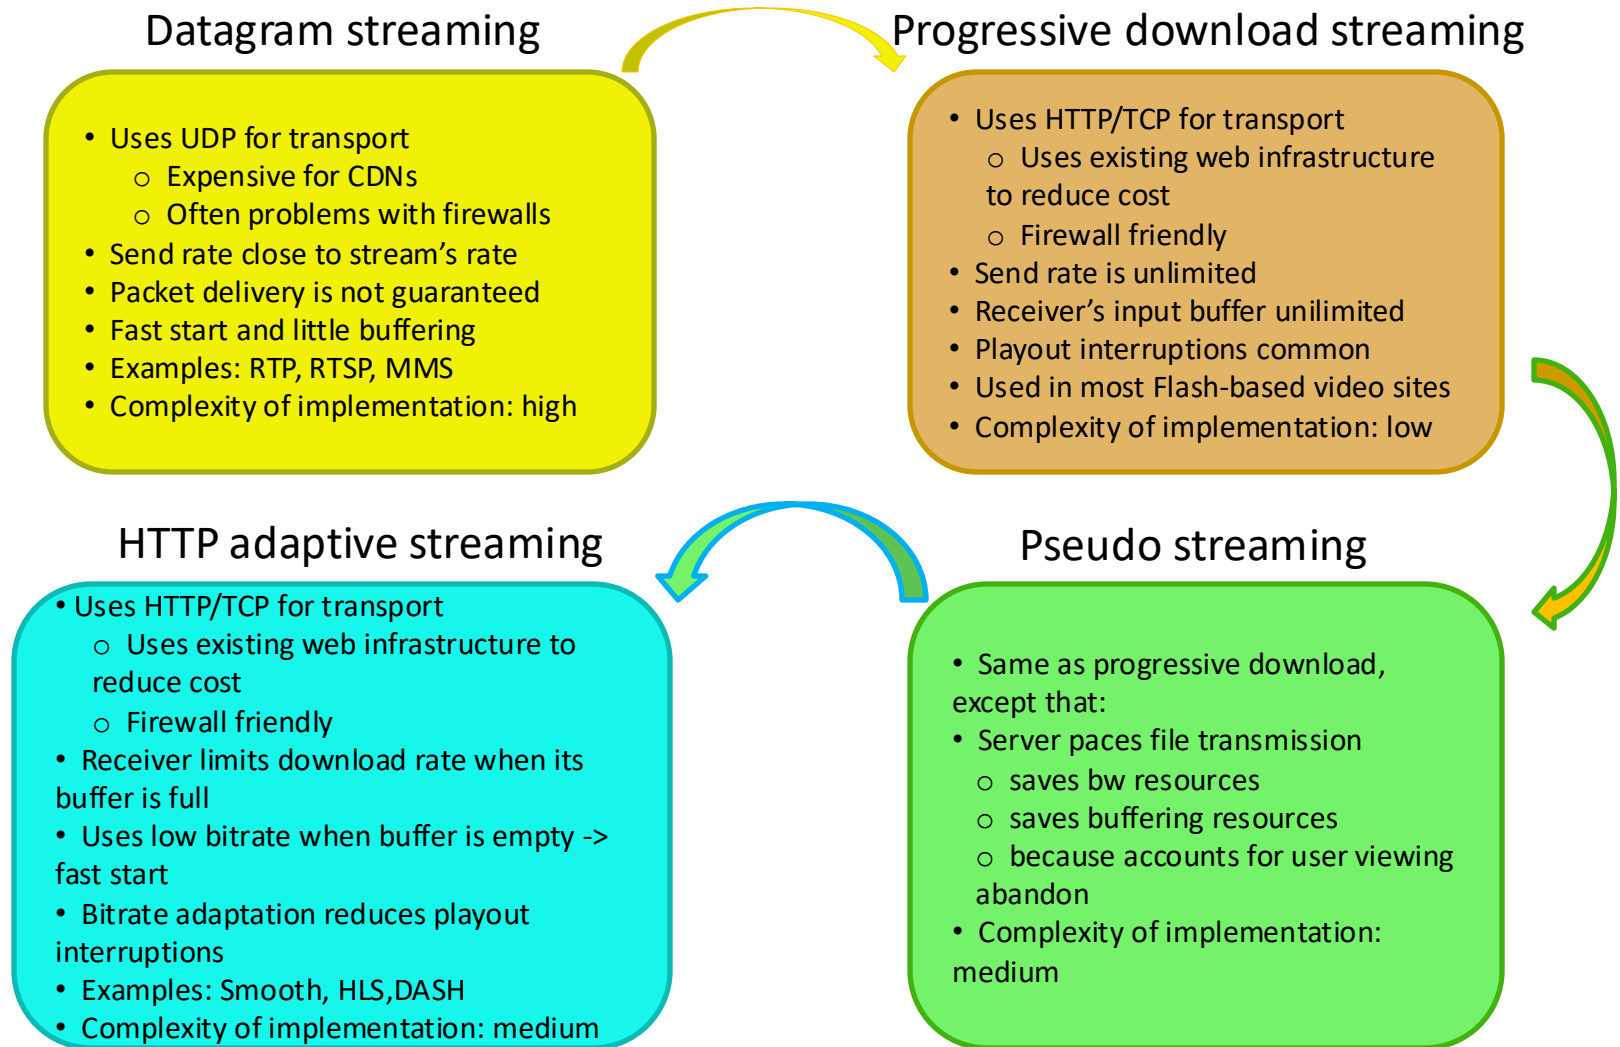 Datagram streaming
• Uses UDP for transport
o Expensive for CDNs
o Often problems with firewalls
• Send rate close to stream’s rate
• Packet delivery is not guaranteed
• Fast start and little buffering
• Examples: RTP, RTSP, MMS
• Complexity of implementation: high
Progressive download streaming
• Uses HTTP/TCP for transport
o Uses existing web infrastructure
to reduce cost
o Firewall friendly
• Send rate is unlimited
• Receiver’s input buffer unilimited
• Playout interruptions common
• Used in most Flash-based video sites
• Complexity of implementation: low
HTTP adaptive streaming
• Uses HTTP/TCP for transport
o Uses existing web infrastructure to
reduce cost
o Firewall friendly
• Receiver limits download rate when its
buffer is full
• Uses low bitrate when buffer is empty ->
fast start
• Bitrate adaptation reduces playout
interruptions
• Examples: Smooth, HLS,DASH
• Complexity of implementation: medium
Pseudo streaming
• Same as progressive download,
except that:
• Server paces file transmission
o saves bw resources
o saves buffering resources
o because accounts for user viewing
abandon
• Complexity of implementation:
medium